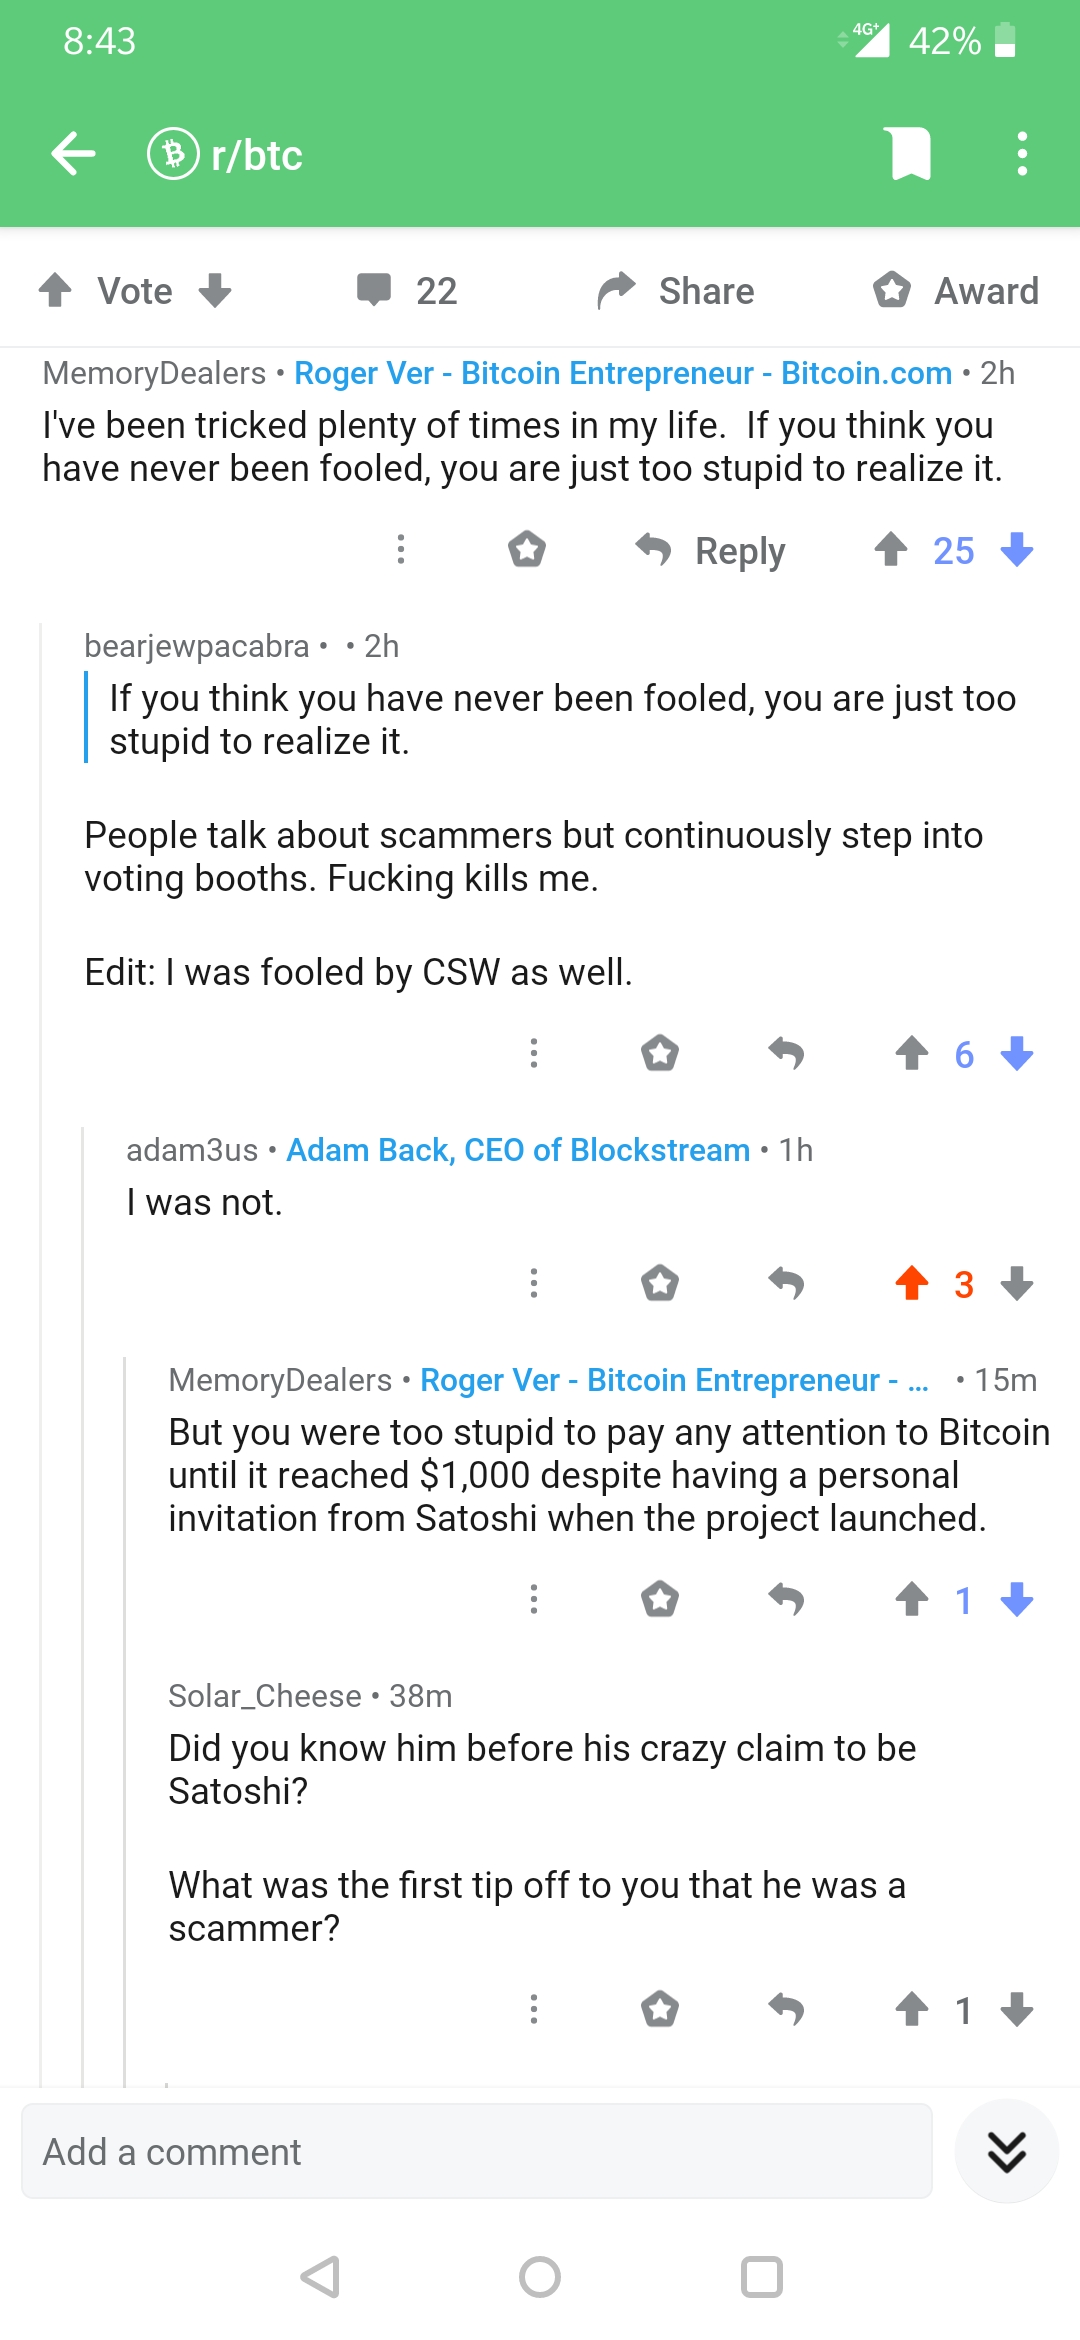 8:43
4G+ 42%
r/btc
Vote 22 Share Award
MemoryDealers • Roger Ver - Bitcoin Entrepreneur - Bitcoin.com • 2h
I've been tricked plenty of times in my life.  If you think you
have never been fooled, you are just too stupid to realize it.
Reply 25
bearjewpacabra • • 2h
If you think you have never been fooled, you are just too
stupid to realize it.
People talk about scammers but continuously step into
voting booths. Fucking kills me.
Edit: I was fooled by CSW as well.
6
adam3us • Adam Back, CEO of Blockstream • 1h
I was not.
3
MemoryDealers • Roger Ver - Bitcoin Entrepreneur - ... • 15m
But you were too stupid to pay any attention to Bitcoin
until it reached $1,000 despite having a personal
invitation from Satoshi when the project launched.
1
Solar_Cheese • 38m
Did you know him before his crazy claim to be
Satoshi?
What was the first tip off to you that he was a
scammer?
1
Add a comment